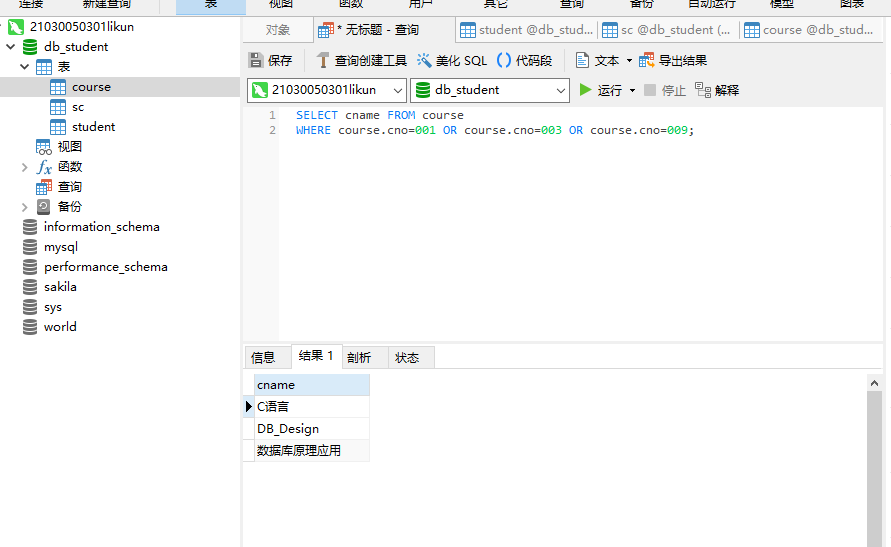 连接 新建查询 表 视图 函数 用户 其它 查询 备份 自动运行 模型 图表
21030050301likun
db_student
表
course
sc
student
视图
函数
查询
备份
information_schema
mysql
performance_schema
sakila
sys
world
对象 * 无标题 - 查询 student @db_stud... sc @db_student (... course @db_stud...
保存 查询创建工具 美化 SQL 代码段 文本 导出结果
21030050301likun db_student 运行 停止 解释
1 SELECT cname FROM course
2 WHERE course.cno=001 OR course.cno=003 OR course.cno=009;
信息 结果 1 剖析 状态
cname
C语言
DB_Design
数据库原理应用